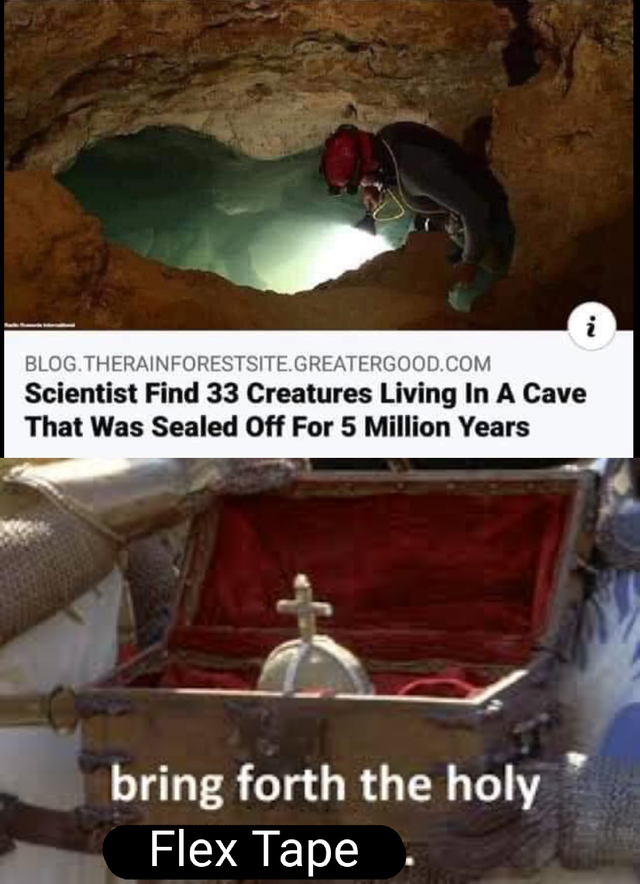 i
BLOG.THERAINFORESTSITE.GREATERGOOD.COM
Scientist Find 33 Creatures Living In A Cave
That Was Sealed Off For 5 Million Years
bring forth the holy
Flex Tape .